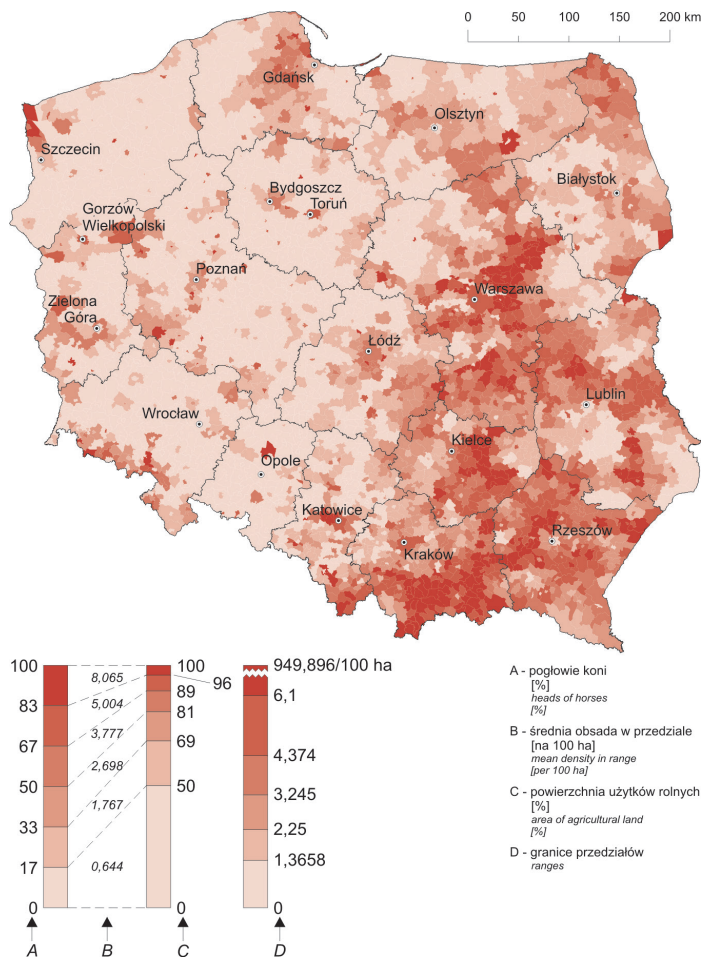 0 50 100 150 200 km
Gdańsk
Olsztyn
Szczecin
Białystok
Bydgoszcz
Toruń
Gorzów
Wielkopolski
Poznań
Warszawa
Zielona
Góra
Łódź
Lublin
Wrocław
Kielce
Opole
Katowice
Rzeszów
Kraków
100
83
67
50
33
17
0
8,065
5,004
3,777
2,698
1,767
0,644
100
96
89
81
69
50
0
949,896/100 ha
6,1
4,374
3,245
2,25
1,3658
0
A
B
C
D
A - pogłowie koni
[%]
heads of horses
[%]
B - średnia obsada w przedziale
[na 100 ha]
mean density in range
[per 100 ha]
C - powierzchnia użytków rolnych
[%]
area of agricultural land
[%]
D - granice przedziałów
ranges